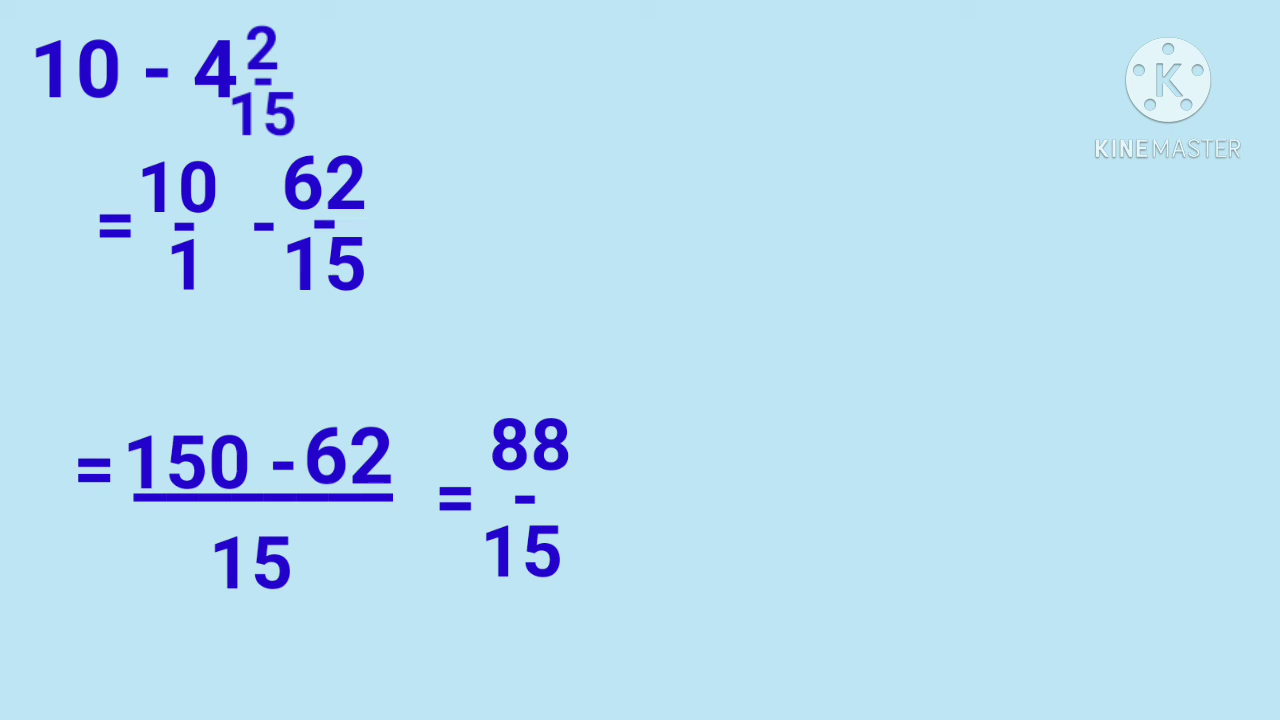 10 - 4 2
-
15
= 10 - 62
- -
1 15
= 150 - 62 = 88
-
15 15
KINEMASTER